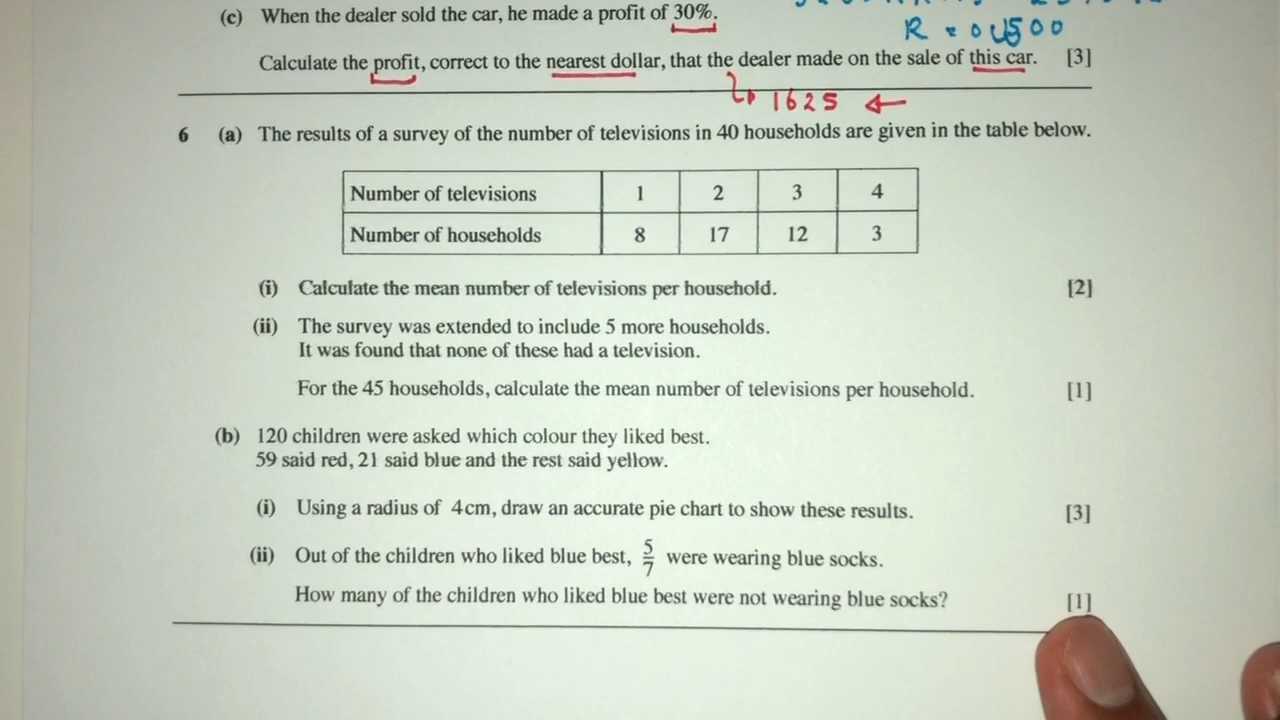 (c) When the dealer sold the car, he made a profit of 30%.
Calculate the profit, correct to the nearest dollar, that the dealer made on the sale of this car. [3]
1625
6 (a) The results of a survey of the number of televisions in 40 households are given in the table below.
Number of televisions 1 2 3 4
Number of households 8 17 12 3
(i) Calculate the mean number of televisions per household. [2]
(ii) The survey was extended to include 5 more households.
It was found that none of these had a television.
For the 45 households, calculate the mean number of televisions per household. [1]
(b) 120 children were asked which colour they liked best.
59 said red, 21 said blue and the rest said yellow.
(i) Using a radius of 4 cm, draw an accurate pie chart to show these results. [3]
(ii) Out of the children who liked blue best, 5/7 were wearing blue socks.
How many of the children who liked blue best were not wearing blue socks? [1]